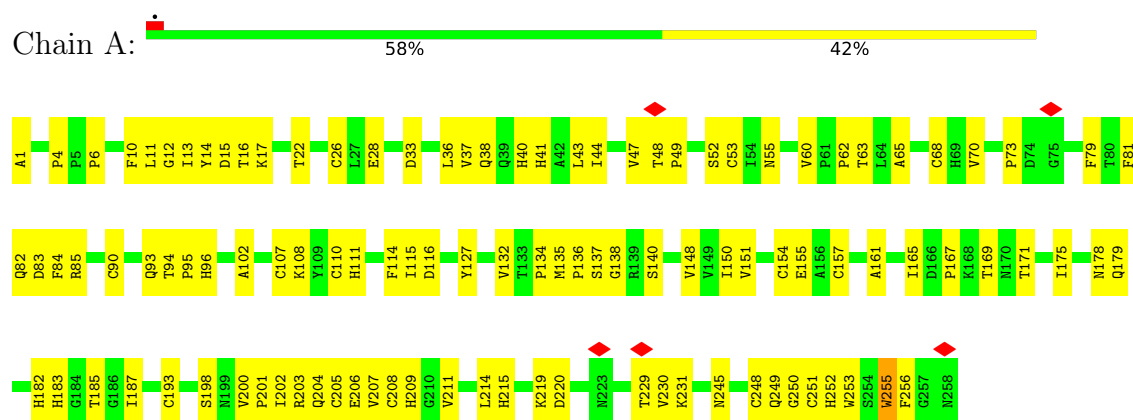 Chain A:
58% 42%
A1 P4 P5 P6 F10 L11 G12 I13 Y14 D15 T16 K17 T22 C26 L27 E28 D33 L36 V37 Q38 Q39 H40 H41 A42 L43 I44 V47 T48 P49 S52 C53 I54 N55 V60 P61 F62 T63 L64 A65 C68 H69 V70 P73 D74 G75 F79 T80 F81
Q82 D83 F84 R85 C90 Q93 T94 P95 H96 A102 C107 K108 Y109 C110 H111 F114 I115 D116 Y127 V132 T133 P134 M135 P136 S137 G138 R139 S140 V148 V149 T150 V151 C154 E155 A156 C157 A161 I165 D166 P167 K168 T169 N170 T171 I175 N178 Q179
H182 H183 G184 T185 G186 I187 C193 S198 N199 V200 P201 I202 R203 Q204 C205 E206 V207 C208 H209 G210 V211 L214 H215 K219 D220 N223 T229 V230 K231 N245 C248 Q249 G250 C251 H252 W253 S254 W255 F256 G257 N258